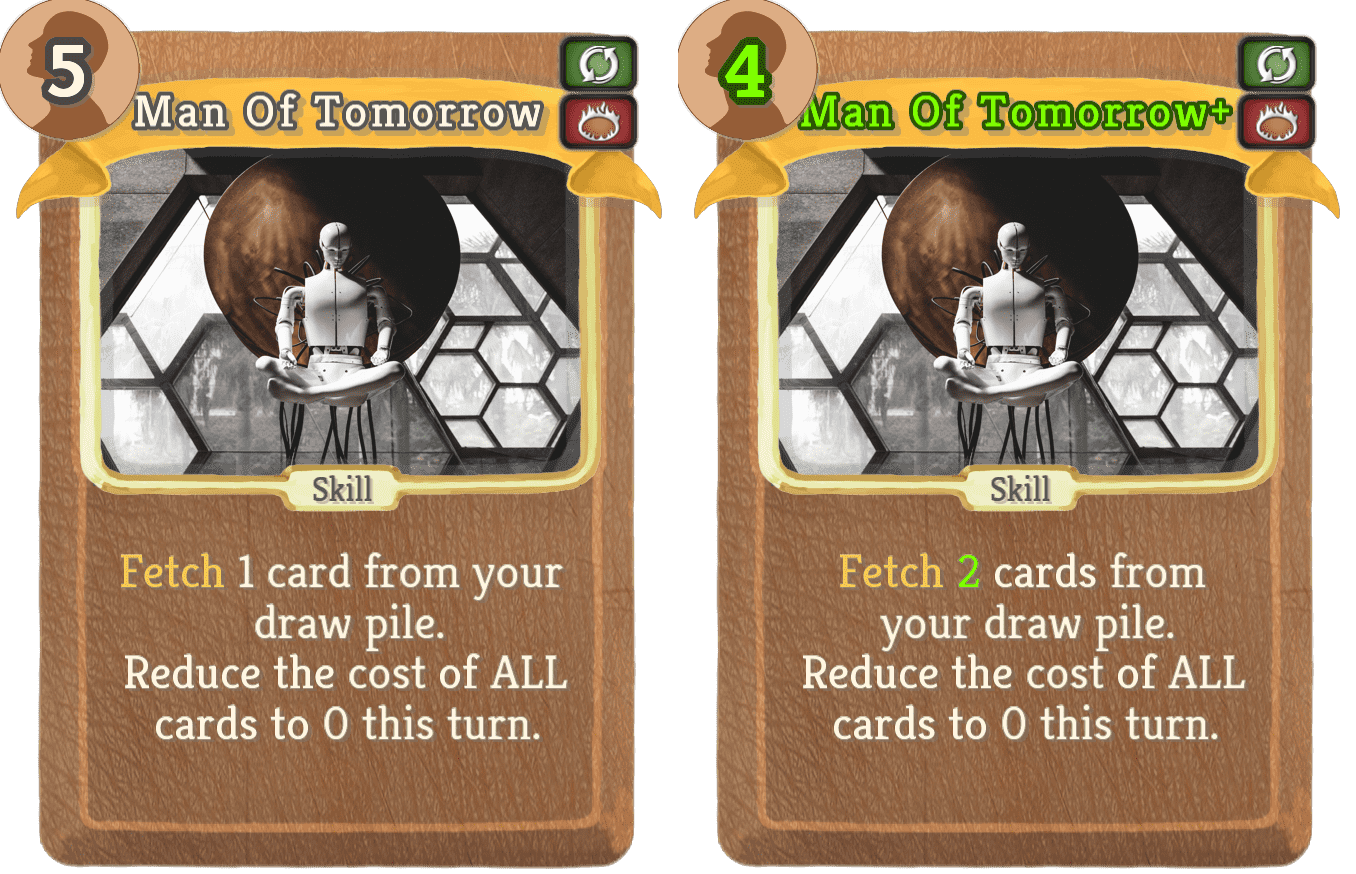 5
Man Of Tomorrow
Skill
Fetch 1 card from your
draw pile.
Reduce the cost of ALL
cards to 0 this turn.
4
Man Of Tomorrow+
Skill
Fetch 2 cards from
your draw pile.
Reduce the cost of ALL
cards to 0 this turn.